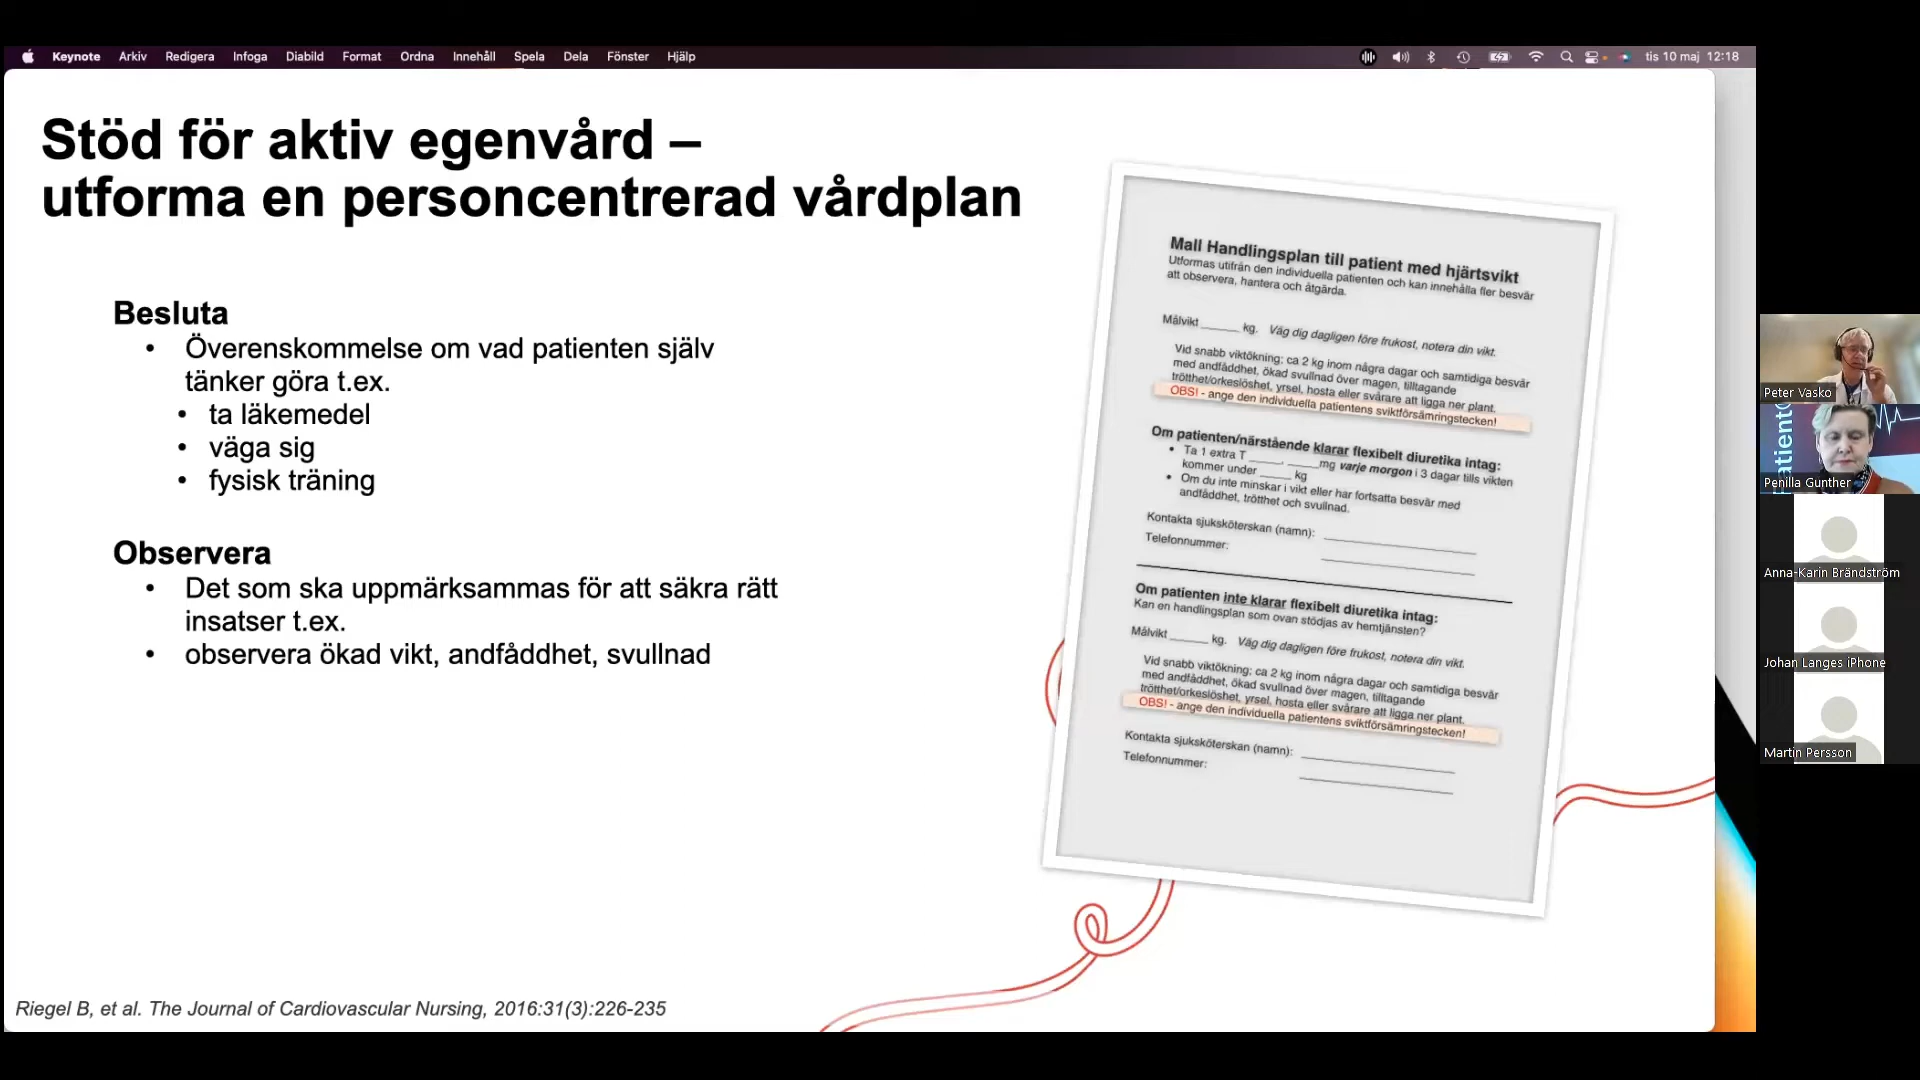 Keynote Arkiv Redigera Infoga Diabild Format Ordna Innehåll Spela Dela Fönster Hjälp tis 10 maj 12:18
Stöd för aktiv egenvård –
utforma en personcentrerad vårdplan
Besluta
• Överenskommelse om vad patienten själv
tänker göra t.ex.
• ta läkemedel
• väga sig
• fysisk träning
Observera
• Det som ska uppmärksammas för att säkra rätt
insatser t.ex.
• observera ökad vikt, andfåddhet, svullnad
Riegel B, et al. The Journal of Cardiovascular Nursing, 2016:31(3):226-235
Mall Handlingsplan till patient med hjärtsvikt
Utformas utifrån den individuella patienten och kan innehålla fler besvär
att observera, hantera och åtgärda.
Målvikt ______ kg. Väg dig dagligen före frukost, notera din vikt.
Vid snabb viktökning; ca 2 kg inom några dagar och samtidiga besvär
med andfåddhet, ökad svullnad över magen, tilltagande
trötthet/orkeslöshet, yrsel, hosta eller svårare att ligga ner plant.
OBS! - ange den individuella patientens sviktförsämringstecken!
Om patienten/närstående klarar flexibelt diuretika intag:
• Ta 1 extra T _____, _____mg varje morgon i 3 dagar tills vikten
kommer under _____ kg
• Om du inte minskar i vikt eller har fortsatta besvär med
andfåddhet, trötthet och svullnad.
Kontakta sjuksköterskan (namn):
Telefonnummer:
Om patienten inte klarar flexibelt diuretika intag:
Kan en handlingsplan som ovan stödjas av hemtjänsten?
Målvikt ______ kg. Väg dig dagligen före frukost, notera din vikt.
Vid snabb viktökning; ca 2 kg inom några dagar och samtidiga besvär
med andfåddhet, ökad svullnad över magen, tilltagande
trötthet/orkeslöshet, yrsel, hosta eller svårare att ligga ner plant.
OBS! - ange den individuella patientens sviktförsämringstecken!
Kontakta sjuksköterskan (namn):
Telefonnummer:
Peter Vasko
Penilla Gunther
Anna-Karin Brändström
Johan Langes iPhone
Martin Persson